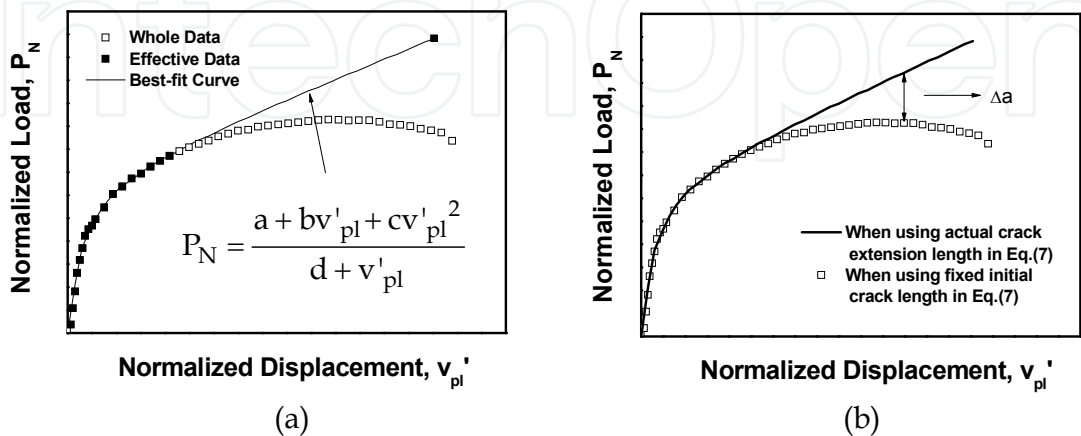 IntechOpen
Normalized Load, P_N
□ Whole Data
■ Effective Data
Best-fit Curve
P_N = (a + bv'_pl + cv'_pl^2) / (d + v'_pl)
Normalized Displacement, v_pl'
(a)
Normalized Load, P_N
Δa
When using actual crack
extension length in Eq.(7)
□ When using fixed initial
crack length in Eq.(7)
Normalized Displacement, v_pl'
(b)